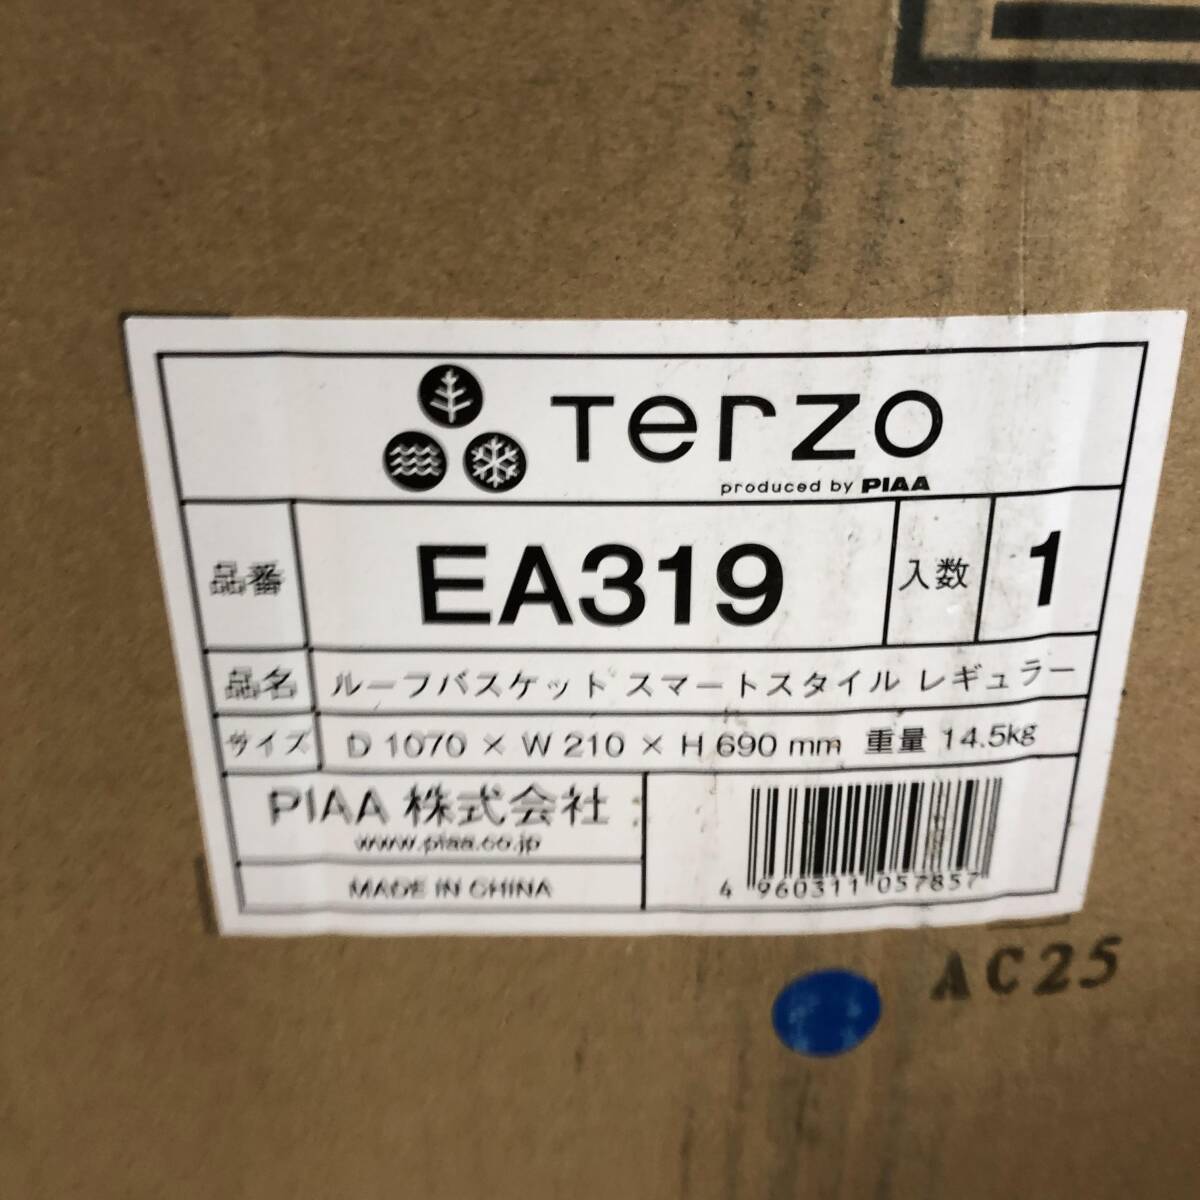 Terzo
produced by PIAA
品番 EA319 入数 1
品名 ルーフバスケット スマートスタイル レギュラー
サイズ D 1070 × W 210 × H 690 mm 重量 14.5kg
PIAA 株式会社
www.piaa.co.jp
MADE IN CHINA
4 960311 057857
AC25